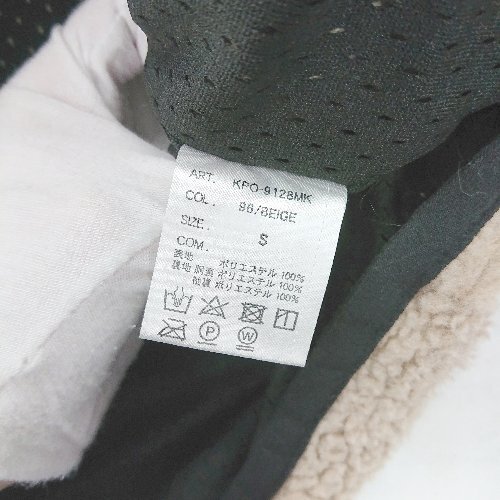 ART. KPO-9128MK
COL. 86/BEIGE
SIZE. S
COM.
表地 ポリエステル 100%
裏地 胴裏 ポリエステル 100%
袖裏 ポリエステル 100%
P W